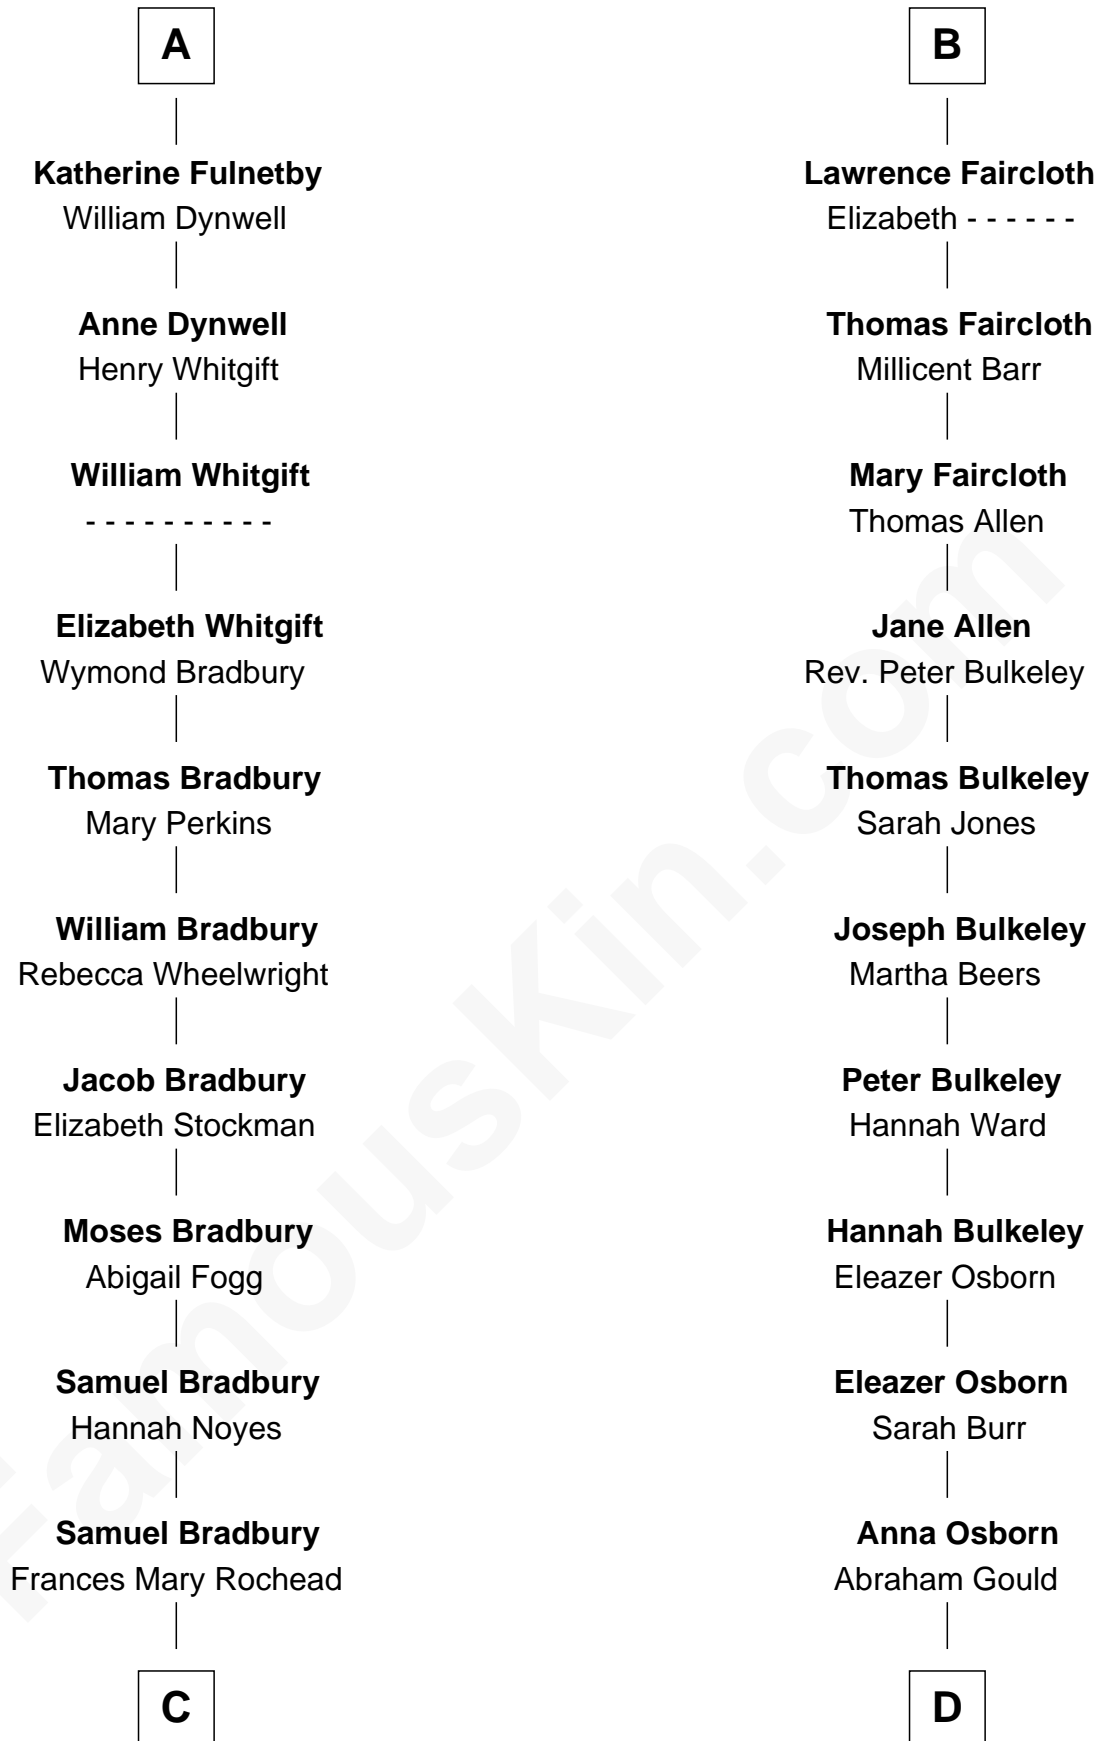 A
Katherine Fulnetby
William Dynwell
Anne Dynwell
Henry Whitgift
William Whitgift
- - - - - - - - - -
Elizabeth Whitgift
Wymond Bradbury
Thomas Bradbury
Mary Perkins
William Bradbury
Rebecca Wheelwright
Jacob Bradbury
Elizabeth Stockman
Moses Bradbury
Abigail Fogg
Samuel Bradbury
Hannah Noyes
Samuel Bradbury
Frances Mary Rochead
C
B
Lawrence Faircloth
Elizabeth - - - - - -
Thomas Faircloth
Millicent Barr
Mary Faircloth
Thomas Allen
Jane Allen
Rev. Peter Bulkeley
Thomas Bulkeley
Sarah Jones
Joseph Bulkeley
Martha Beers
Peter Bulkeley
Hannah Ward
Hannah Bulkeley
Eleazer Osborn
Eleazer Osborn
Sarah Burr
Anna Osborn
Abraham Gould
D
FamousKin.com